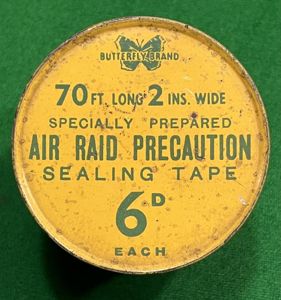 BUTTERFLY BRAND
70 FT. LONG 2 INS. WIDE
SPECIALLY PREPARED
AIR RAID PRECAUTION
SEALING TAPE
6D
EACH